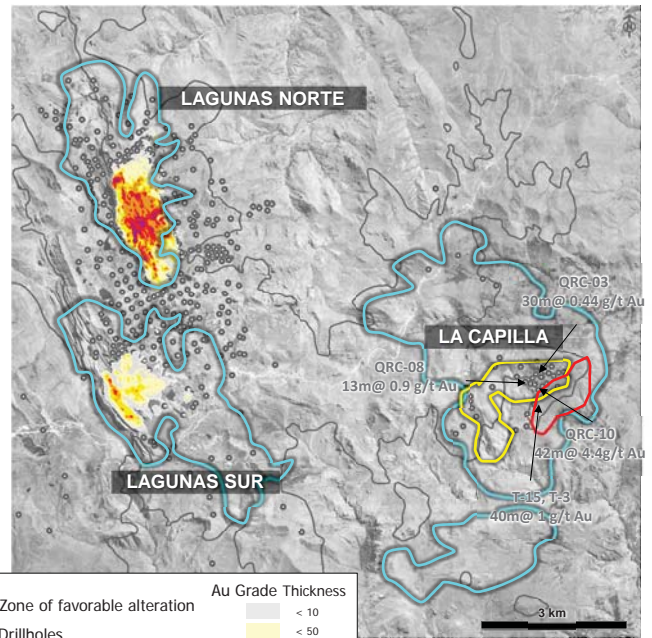 LAGUNAS NORTE
QRC-03
30m@ 0.44 g/t Au
LA CAPILLA
QRC-08
13m@ 0.9 g/t Au
QRC-10
42m@ 4.4g/t Au
LAGUNAS SUR
T-15, T-3
40m@ 1 g/t Au
Au Grade Thickness
Zone of favorable alteration
< 10
Drillholes
< 50
3 km